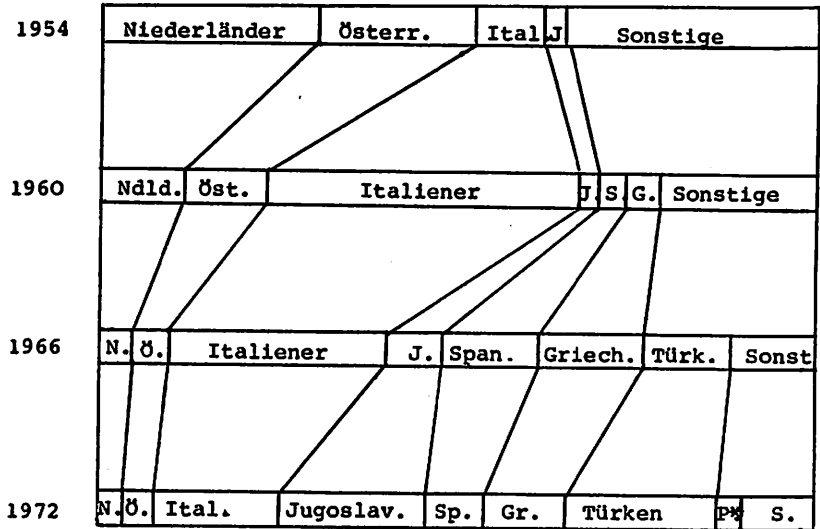 1954 Niederländer Österr. Ital J Sonstige
1960 Ndld. Öst. Italiener J. S. G. Sonstige
1966 N. Ö. Italiener J. Span. Griech. Türk. Sonst
1972 N. Ö. Ital. Jugoslav. Sp. Gr. Türken P* S.